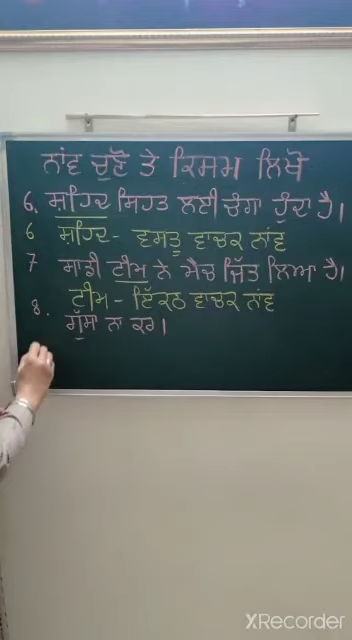 ਨਾਂਵ ਚੁਣੋ ਤੇ ਕਿਸਮ ਲਿਖੋ
6. ਸ਼ਹਿਦ ਸਿਹਤ ਲਈ ਚੰਗਾ ਹੁੰਦਾ ਹੈ।
6 ਸ਼ਹਿਦ - ਵਸਤੂ ਵਾਚਕ ਨਾਂਵ
7 ਸਾਡੀ ਟੀਮ ਨੇ ਮੈਚ ਜਿੱਤ ਲਿਆ ਹੈ।
ਟੀਮ - ਇੱਕਠ ਵਾਚਕ ਨਾਂਵ
8. ਗੁੱਸਾ ਨਾ ਕਰ।
XRecorder